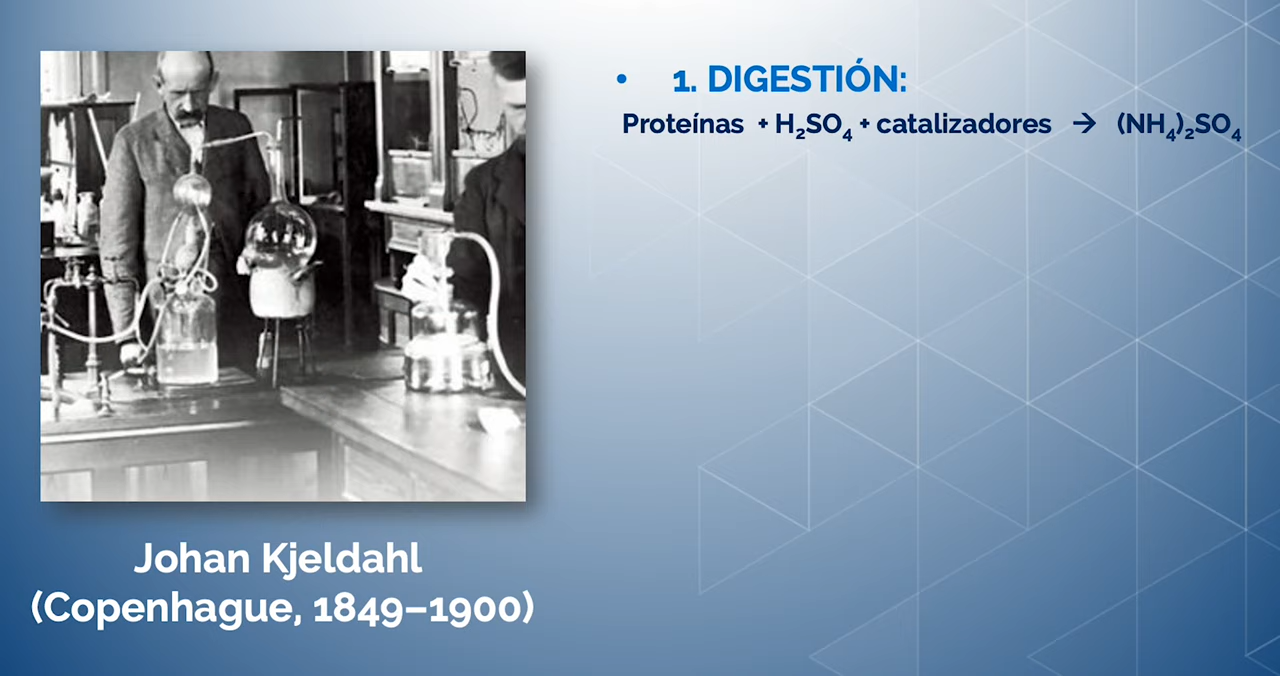 • 1. DIGESTIÓN:
Proteínas + H₂SO₄ + catalizadores → (NH₄)₂SO₄
Johan Kjeldahl
(Copenhague, 1849–1900)